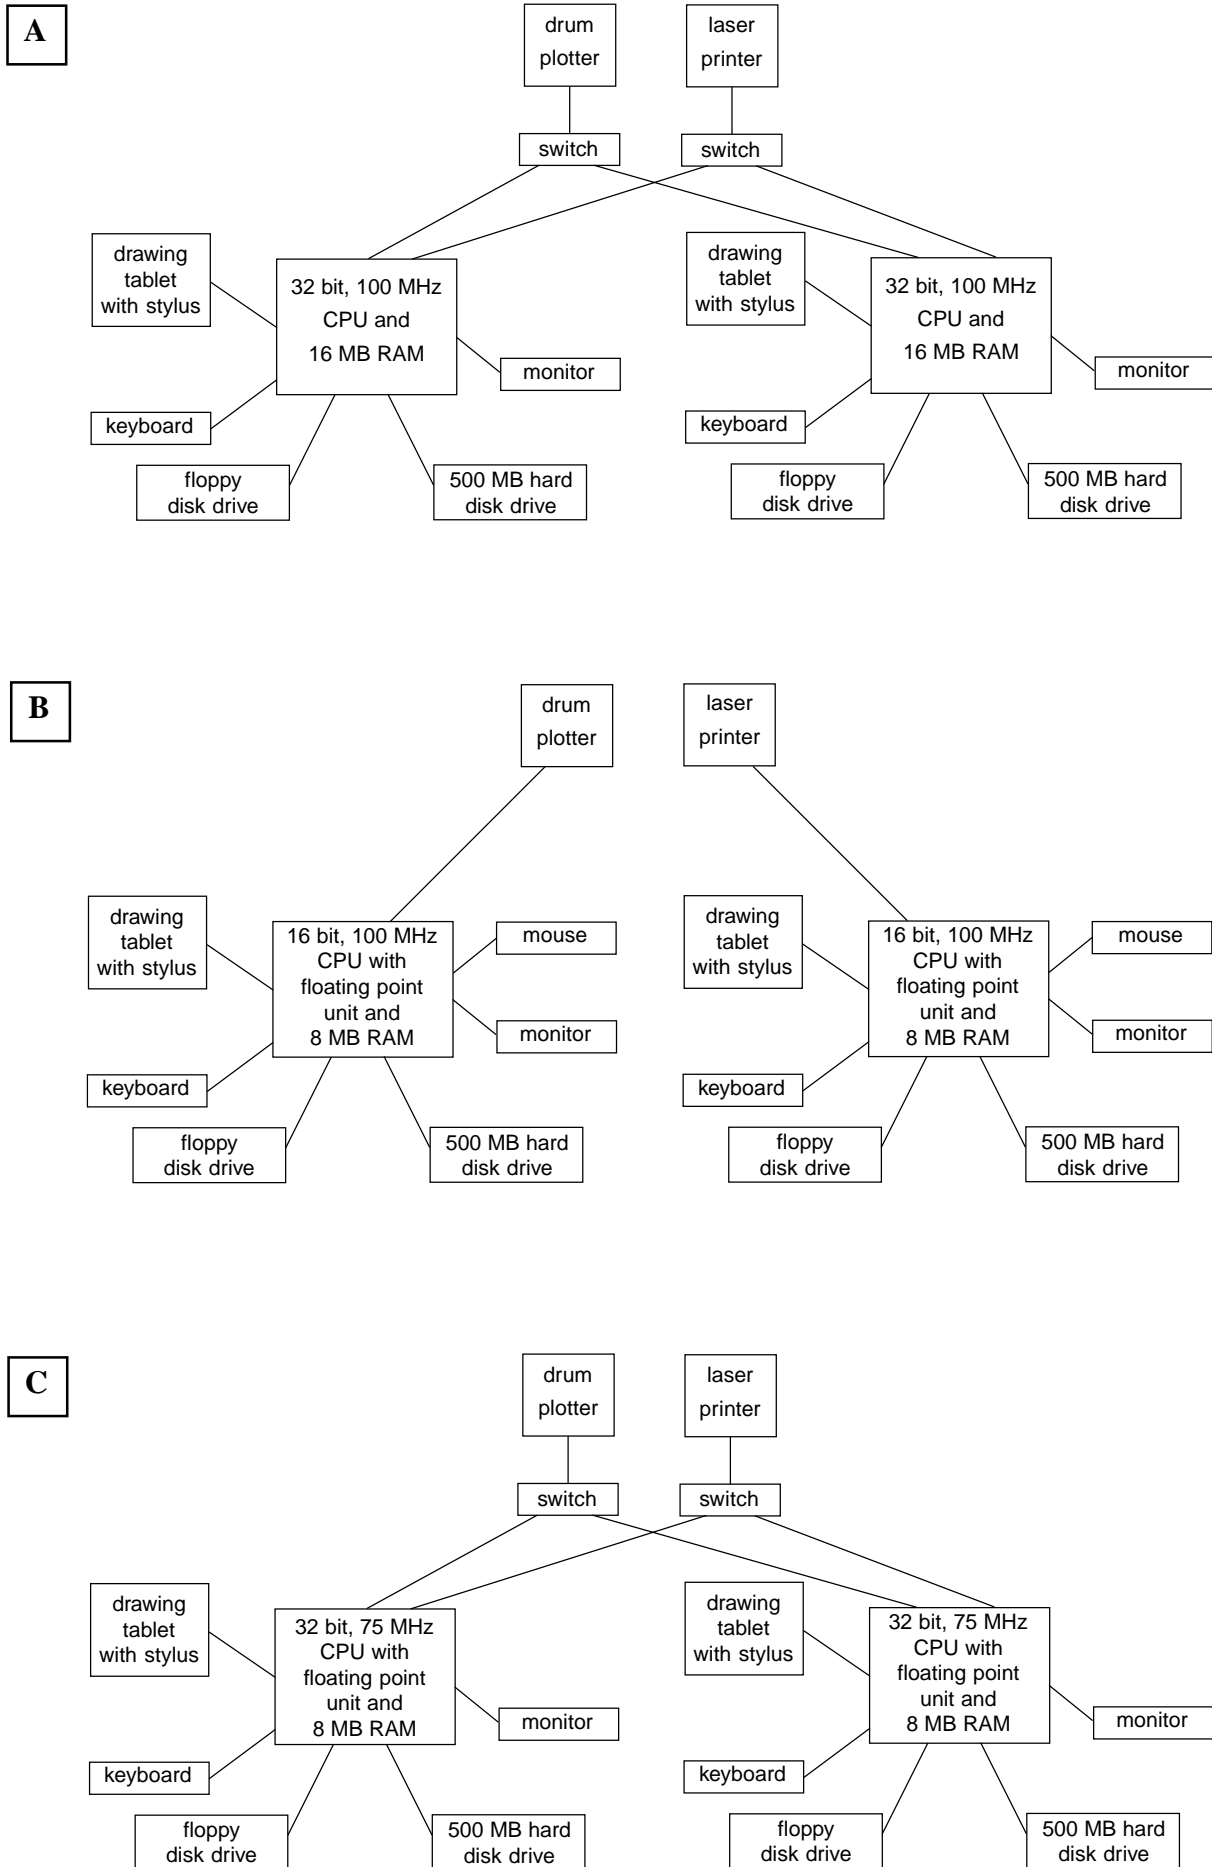 A
drum
plotter
laser
printer
switch
switch
drawing
tablet
with stylus
32 bit, 100 MHz
CPU and
16 MB RAM
monitor
keyboard
floppy
disk drive
500 MB hard
disk drive
drawing
tablet
with stylus
32 bit, 100 MHz
CPU and
16 MB RAM
monitor
keyboard
floppy
disk drive
500 MB hard
disk drive
B
drum
plotter
laser
printer
drawing
tablet
with stylus
16 bit, 100 MHz
CPU with
floating point
unit and
8 MB RAM
mouse
monitor
keyboard
floppy
disk drive
500 MB hard
disk drive
drawing
tablet
with stylus
16 bit, 100 MHz
CPU with
floating point
unit and
8 MB RAM
mouse
monitor
keyboard
floppy
disk drive
500 MB hard
disk drive
C
drum
plotter
laser
printer
switch
switch
drawing
tablet
with stylus
32 bit, 75 MHz
CPU with
floating point
unit and
8 MB RAM
monitor
keyboard
floppy
disk drive
500 MB hard
disk drive
drawing
tablet
with stylus
32 bit, 75 MHz
CPU with
floating point
unit and
8 MB RAM
monitor
keyboard
floppy
disk drive
500 MB hard
disk drive